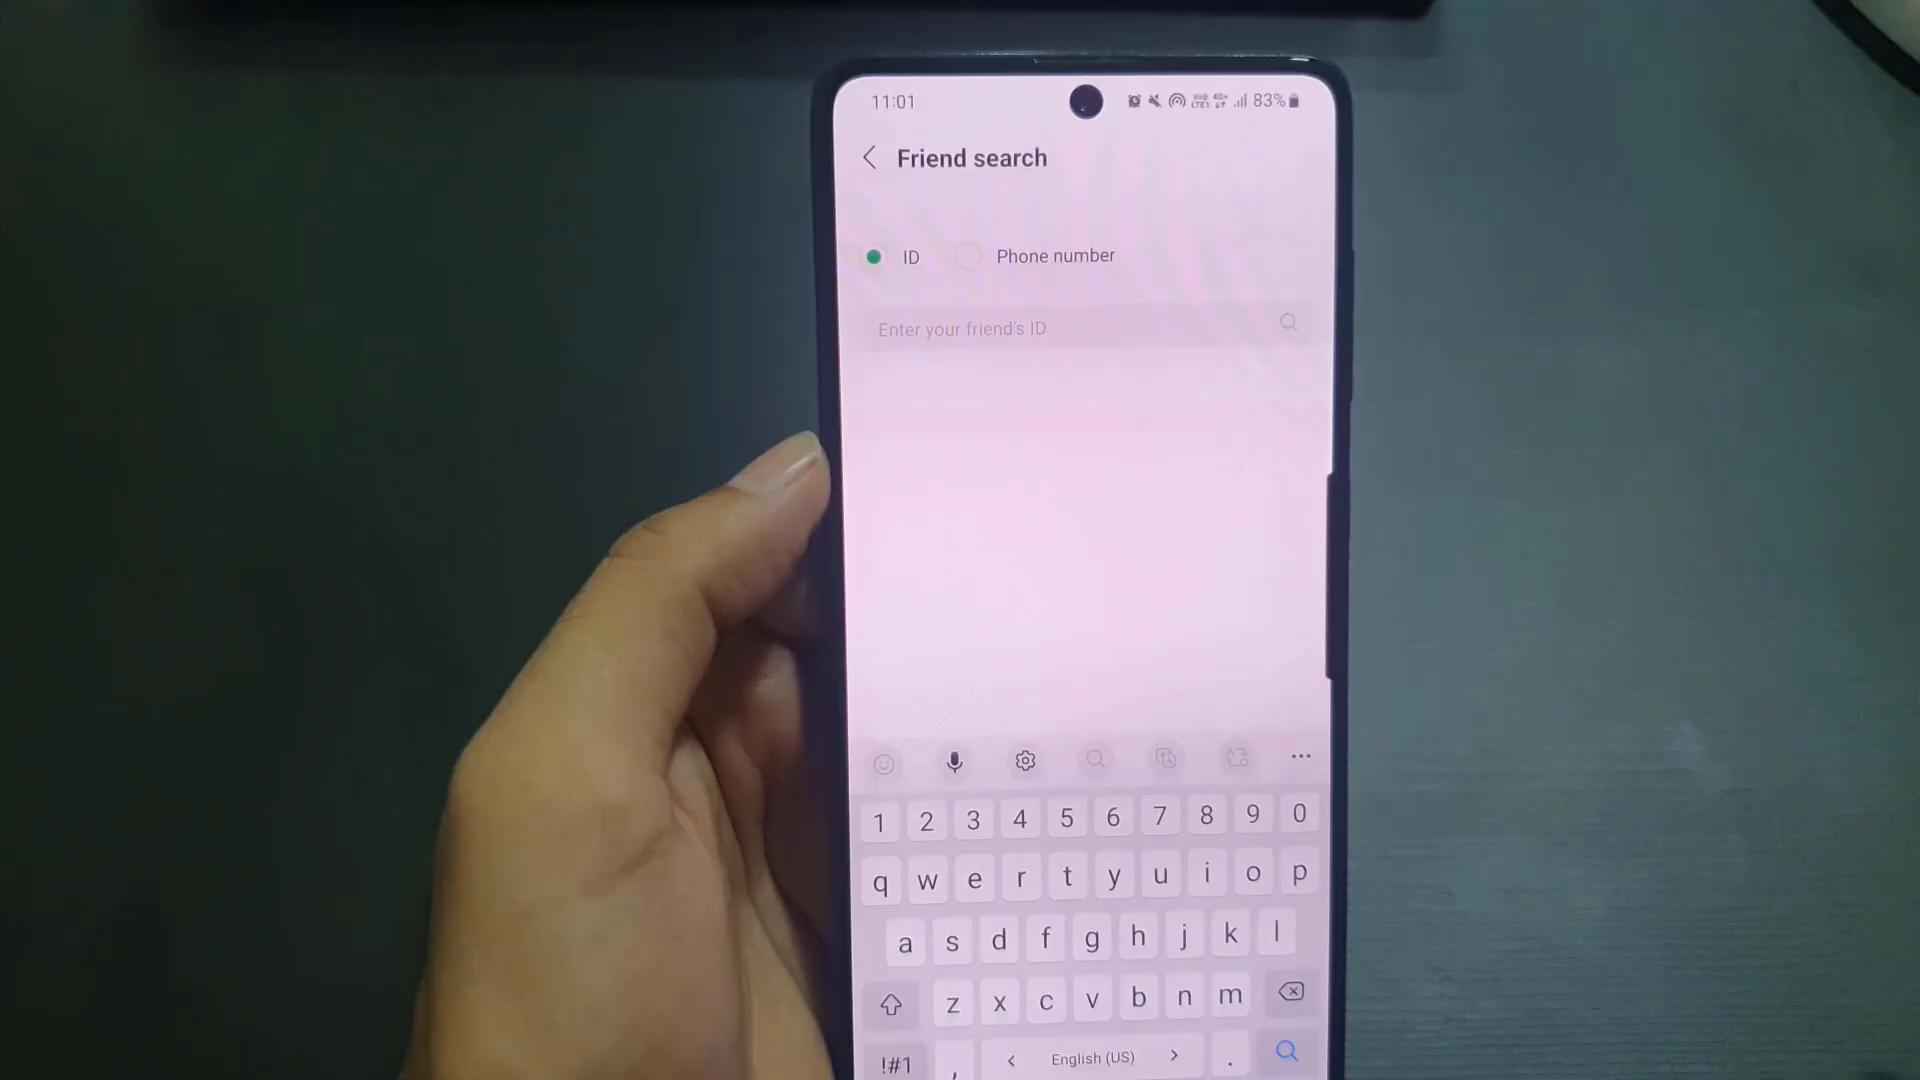 11:01 83%
Friend search
ID Phone number
Enter your friend's ID
1 2 3 4 5 6 7 8 9 0
q w e r t y u i o p
a s d f g h j k l
z x c v b n m
!#1 , < English (US) > .